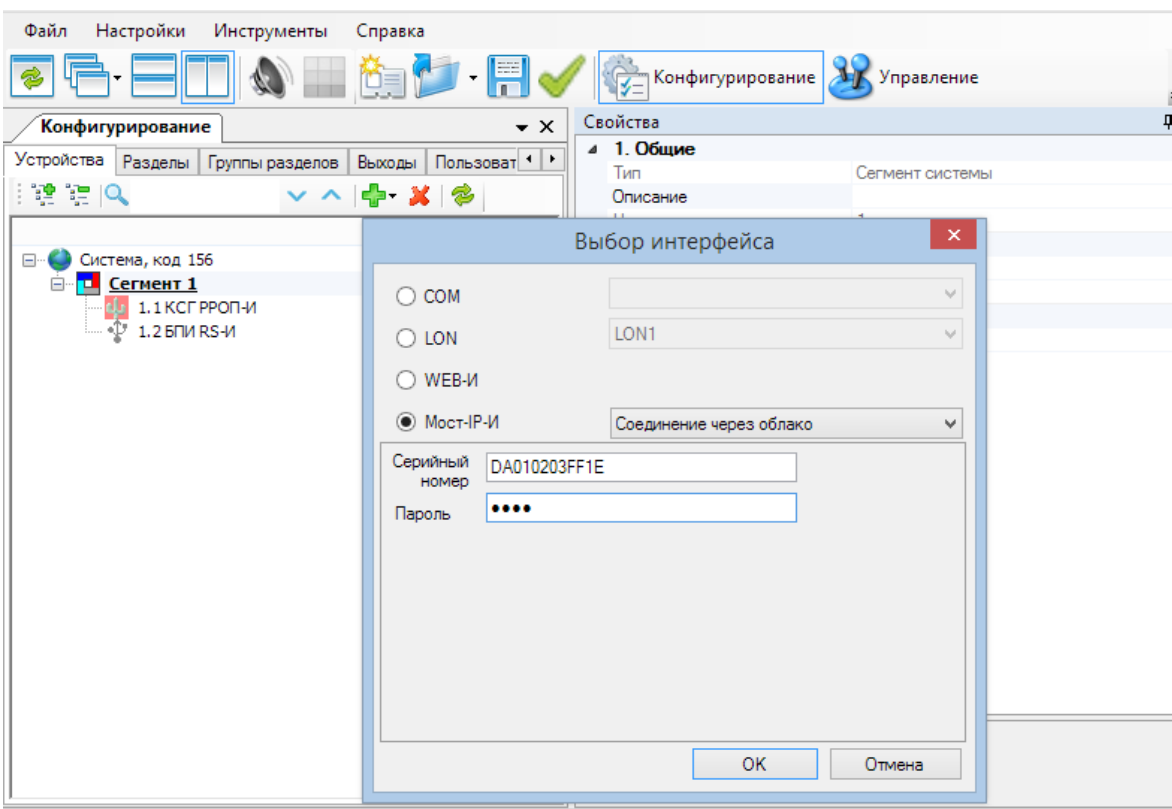 Файл Настройки Инструменты Справка
Конфигурирование Управление
Конфигурирование
Устройства Разделы Группы разделов Выходы Пользоват
Система, код 156
Сегмент 1
1.1 КСГ РРОП-И
1.2 БПИ RS-И
Свойства
1. Общие
Тип Сегмент системы
Описание
Выбор интерфейса
COM
LON LON1
WEB-И
Мост-IP-И Соединение через облако
Серийный
номер
DA010203FF1E
Пароль ••••
OK Отмена